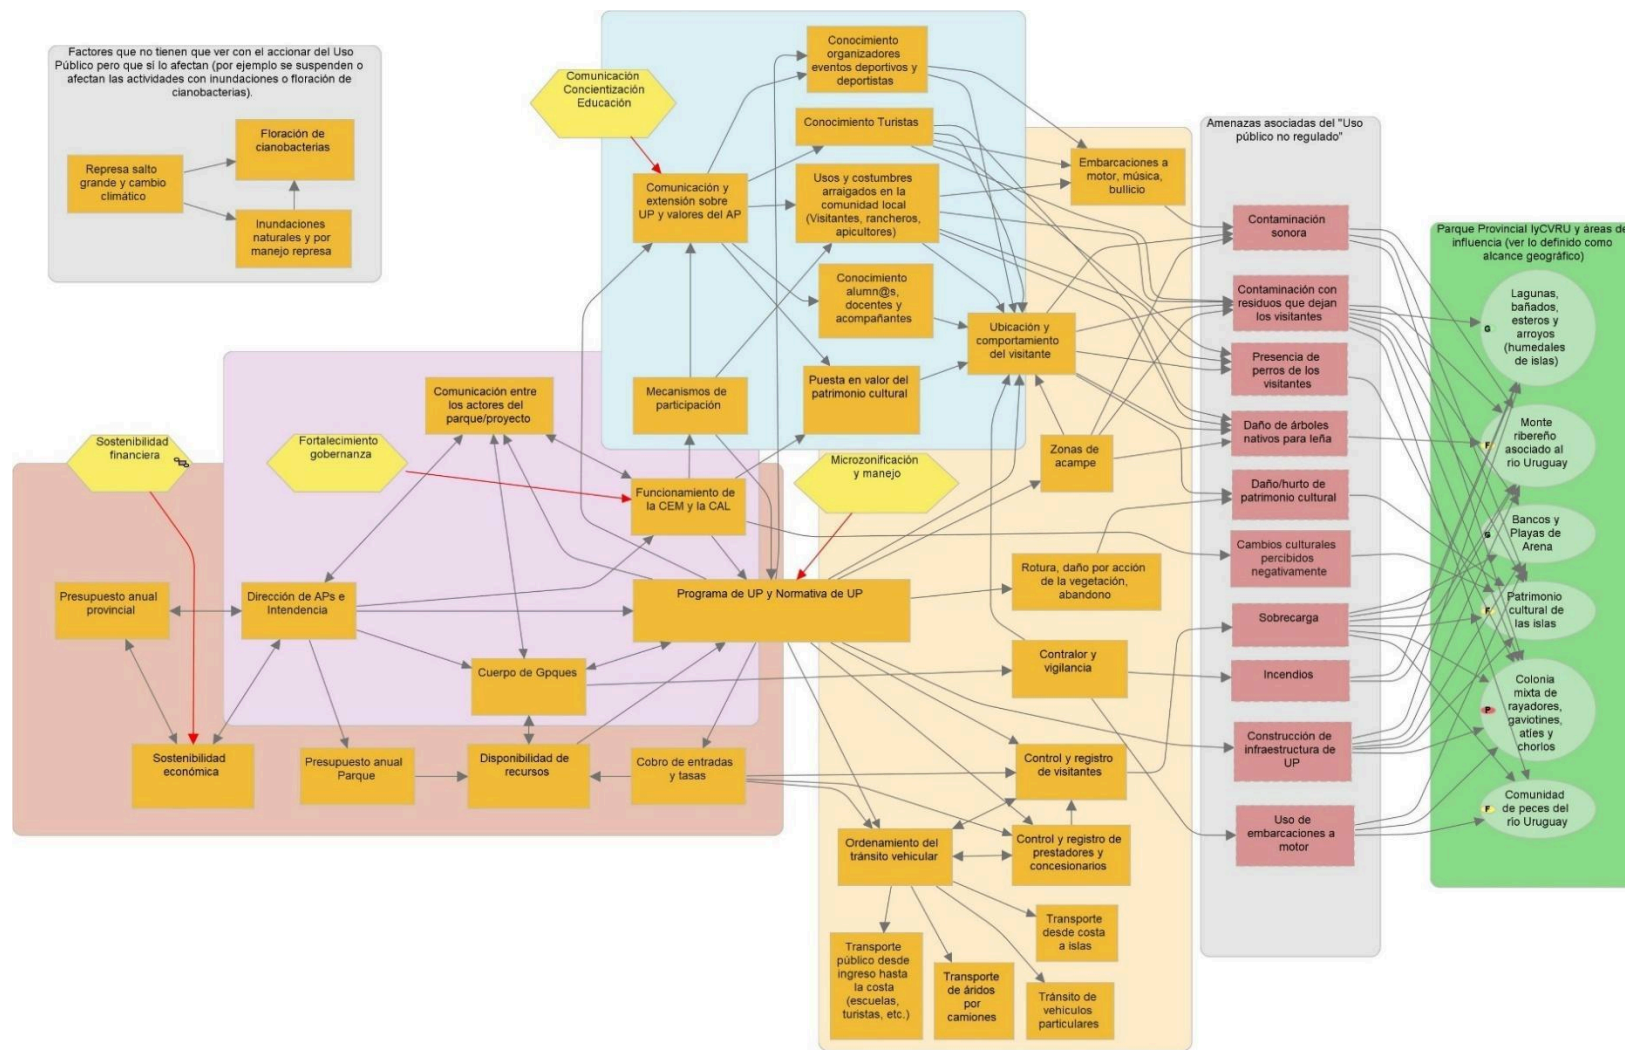 Factores que no tienen que ver con el accionar del Uso
Público pero que sí lo afectan (por ejemplo se suspenden o
afectan las actividades con inundaciones o floración de
cianobacterias).
Floración de
cianobacterias
Represa salto
grande y cambio
climático
Inundaciones
naturales y por
manejo represa
Comunicación
Concientización
Educación
Conocimiento
organizadores
eventos deportivos y
deportistas
Conocimiento Turistas
Comunicación y
extensión sobre
UP y valores del AP
Usos y costumbres
arraigados en la
comunidad local
(Visitantes, rancheros,
apicultores)
Conocimiento
alumn@s,
docentes y
acompañantes
Mecanismos de
participación
Puesta en valor del
patrimonio cultural
Embarcaciones a
motor, música,
bullicio
Ubicación y
comportamiento
del visitante
Zonas de
acampe
Sostenibilidad
financiera
Fortalecimiento
gobernanza
Microzonificación
y manejo
Comunicación entre
los actores del
parque/proyecto
Funcionamiento de
la CEM y la CAL
Presupuesto anual
provincial
Dirección de APs e
Intendencia
Programa de UP y Normativa de UP
Cuerpo de Gpques
Sostenibilidad
económica
Presupuesto anual
Parque
Disponibilidad de
recursos
Cobro de entradas
y tasas
Rotura, daño por acción
de la vegetación,
abandono
Contralor y
vigilancia
Control y registro
de visitantes
Ordenamiento del
tránsito vehicular
Control y registro de
prestadores y
concesionarios
Transporte
público desde
ingreso hasta
la costa
(escuelas,
turistas, etc.)
Transporte
de áridos por
camiones
Transporte
desde costa
a islas
Tránsito de
vehículos
particulares
Amenazas asociadas del "Uso
público no regulado"
Contaminación
sonora
Contaminación con
residuos que dejan
los visitantes
Presencia de
perros de los
visitantes
Daño de árboles
nativos para leña
Daño/hurto de
patrimonio cultural
Cambios culturales
percibidos
negativamente
Sobrecarga
Incendios
Construcción de
infraestructura de
UP
Uso de
embarcaciones a
motor
Parque Provincial IyCVRU y áreas de
influencia (ver lo definido como
alcance geográfico)
Lagunas,
bañados,
esteros y
arroyos
(humedales
de islas)
G
Monte
ribereño
asociado al
río Uruguay
F
Bancos y
Playas de
Arena
G
Patrimonio
cultural de
las islas
F
Colonia
mixta de
rayadores,
gaviotines,
atíes y
chorlos
P
Comunidad
de peces del
río Uruguay
F